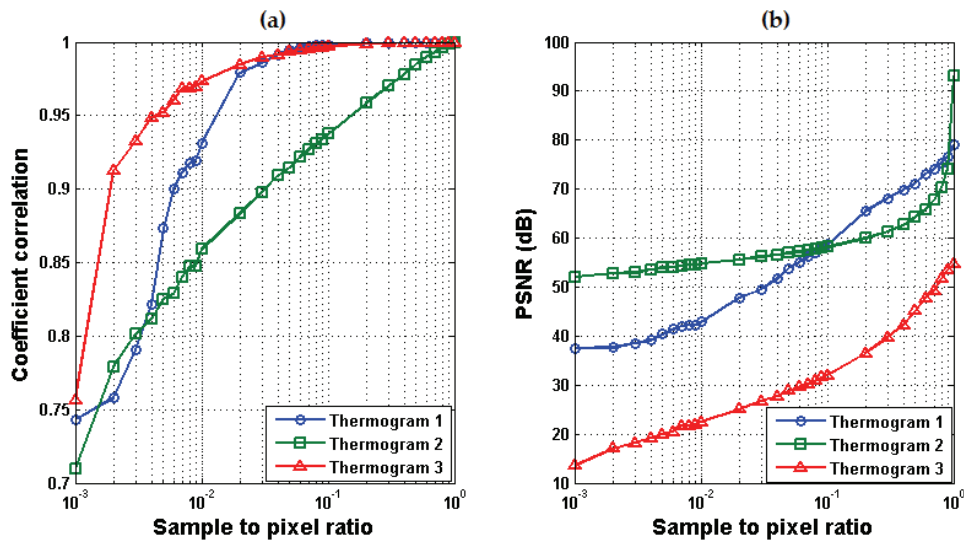 (a)
Coefficient correlation
1
0.95
0.9
0.85
0.8
0.75
0.7
10^-3
10^-2
10^-1
10^0
Sample to pixel ratio
Thermogram 1
Thermogram 2
Thermogram 3
(b)
PSNR (dB)
100
90
80
70
60
50
40
30
20
10
10^-3
10^-2
10^-1
10^0
Sample to pixel ratio
Thermogram 1
Thermogram 2
Thermogram 3